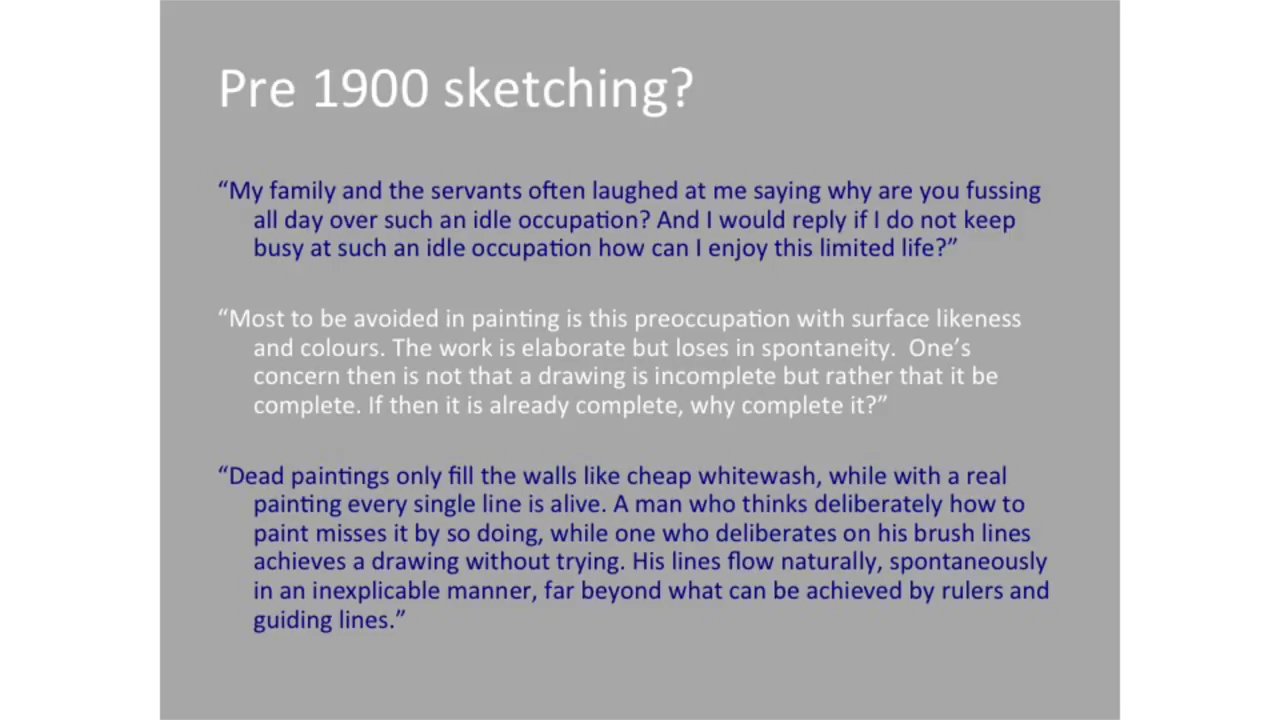 Pre 1900 sketching?
“My family and the servants often laughed at me saying why are you fussing
all day over such an idle occupation? And I would reply if I do not keep
busy at such an idle occupation how can I enjoy this limited life?”
“Most to be avoided in painting is this preoccupation with surface likeness
and colours. The work is elaborate but loses in spontaneity.  One’s
concern then is not that a drawing is incomplete but rather that it be
complete. If then it is already complete, why complete it?”
“Dead paintings only fill the walls like cheap whitewash, while with a real
painting every single line is alive. A man who thinks deliberately how to
paint misses it by so doing, while one who deliberates on his brush lines
achieves a drawing without trying. His lines flow naturally, spontaneously
in an inexplicable manner, far beyond what can be achieved by rulers and
guiding lines.”